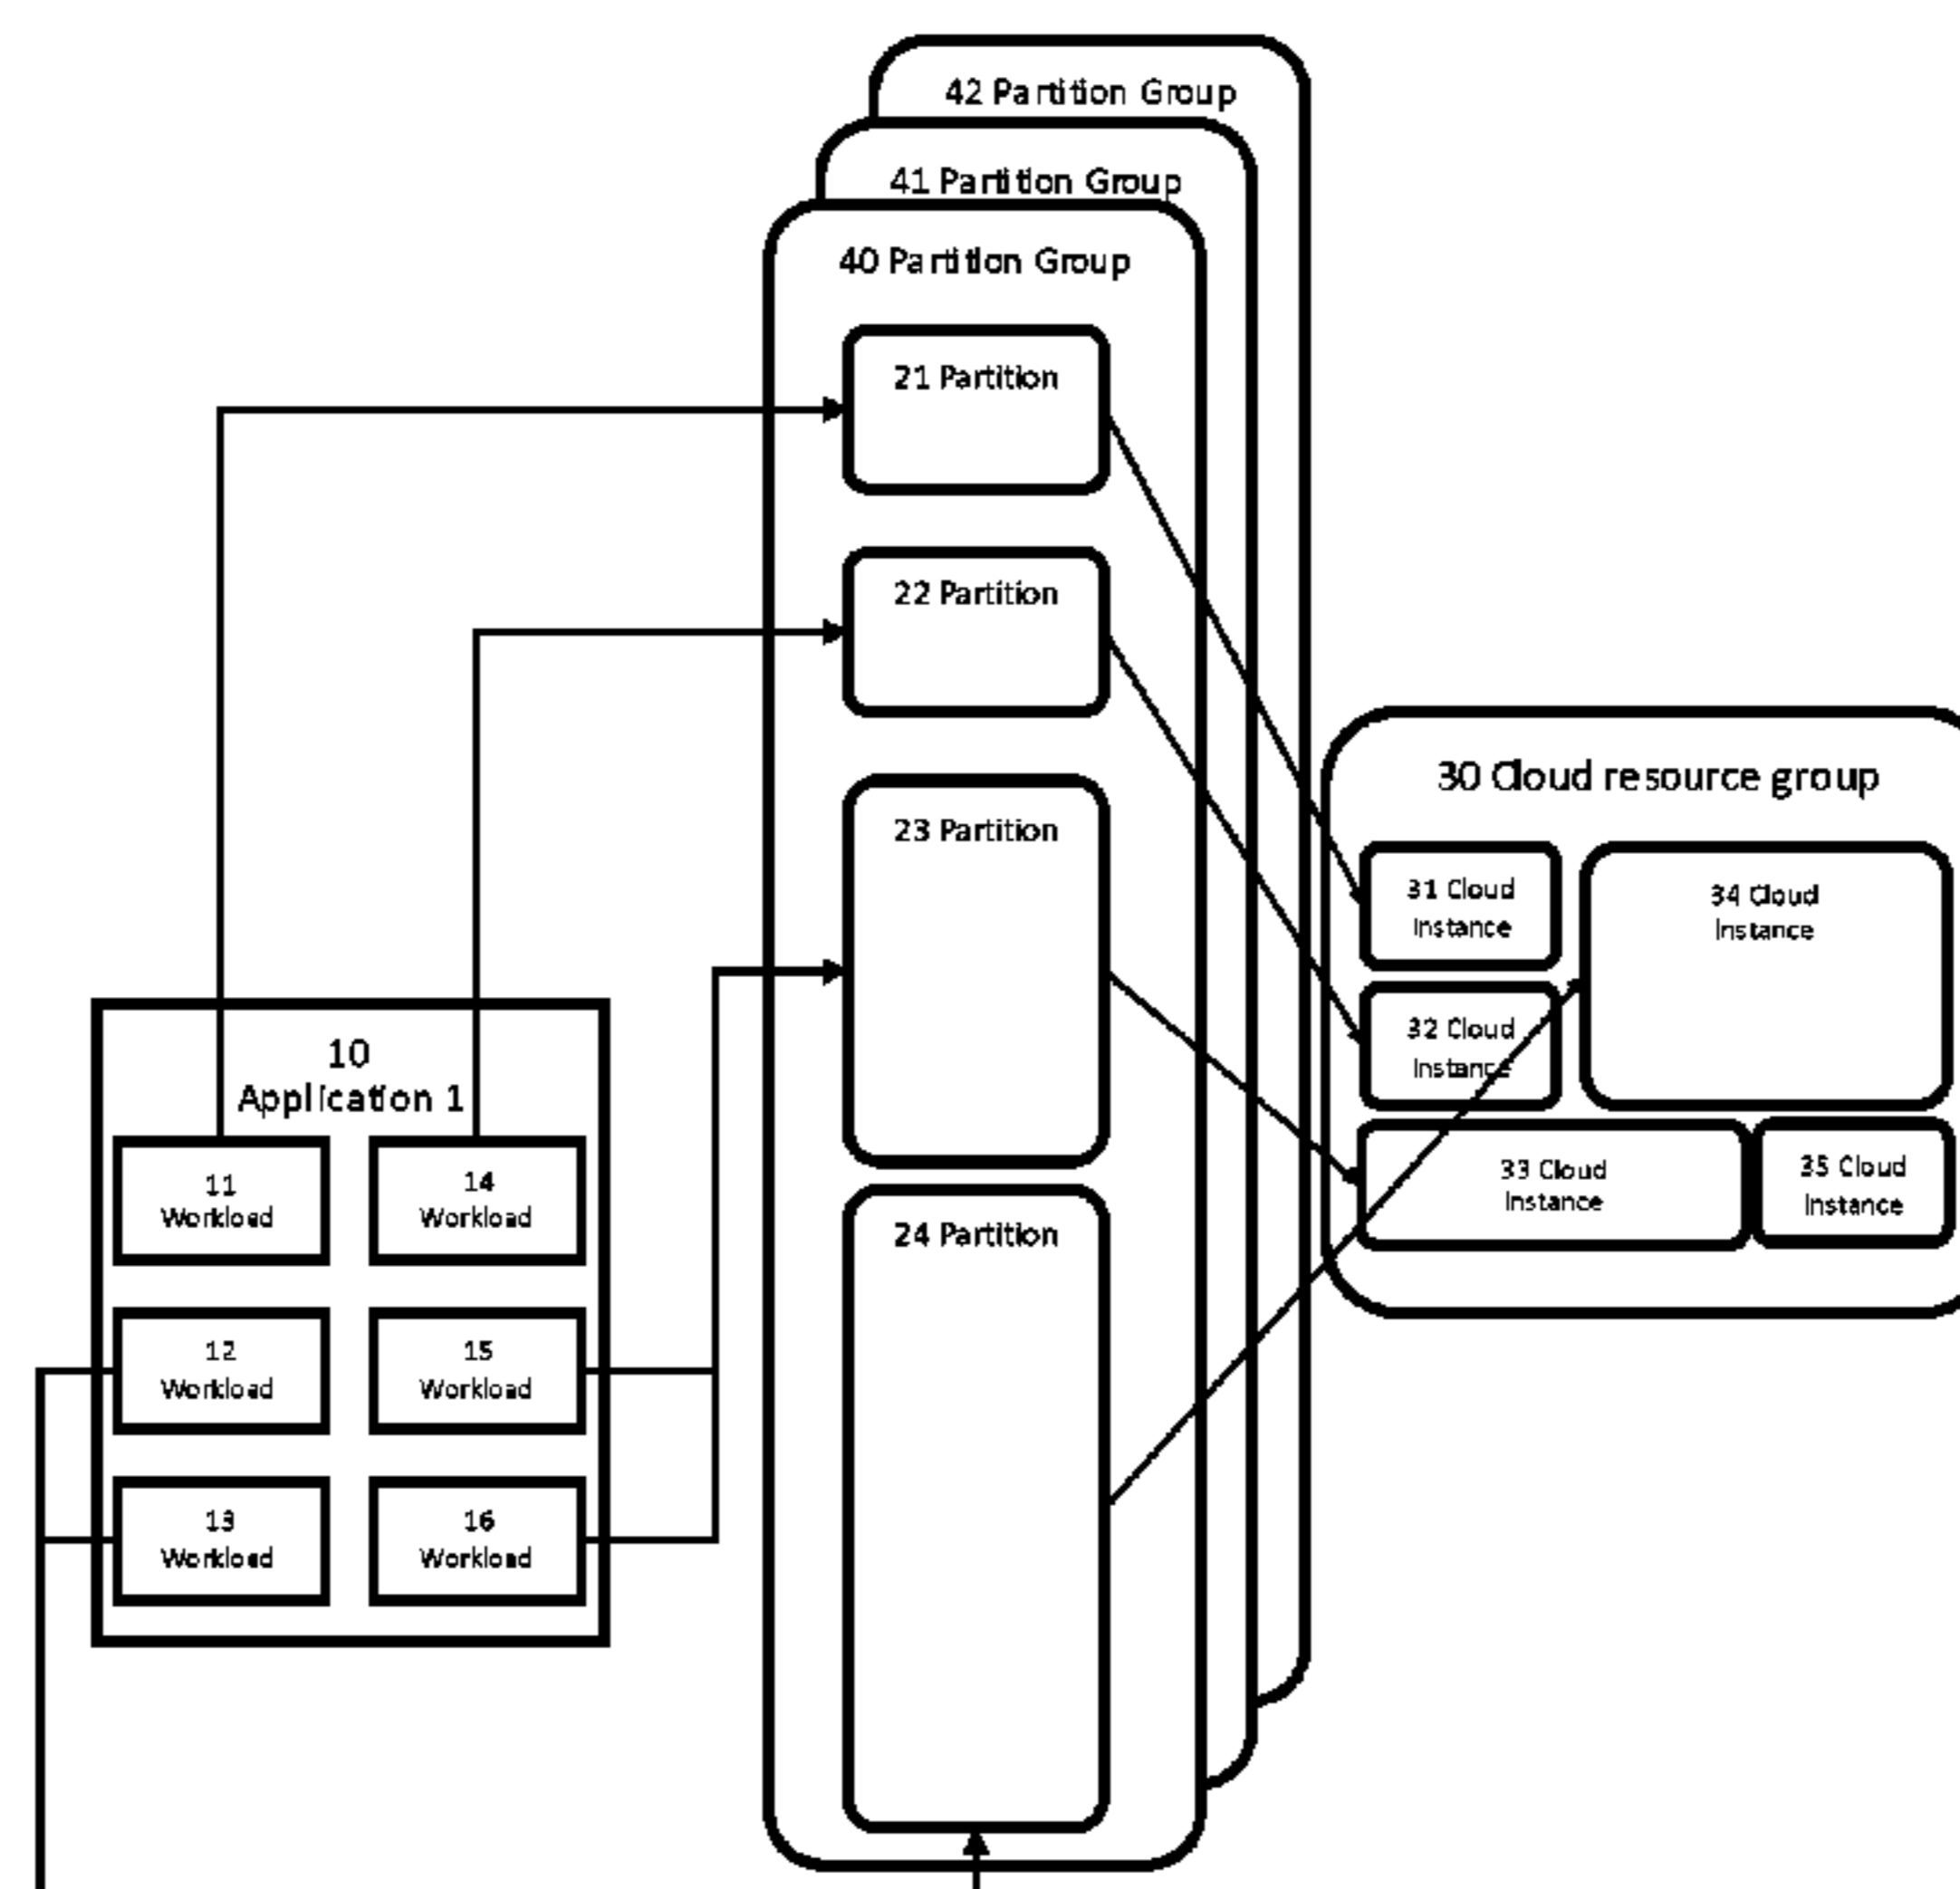 42 Partition Group
41 Partition Group
40 Partition Group
21 Partition
22 Partition
23 Partition
24 Partition
30 Cloud resource group
31 Cloud
Instance
34 Cloud
Instance
32 Cloud
Instance
33 Cloud
Instance
35 Cloud
Instance
10
Application 1
11
Workload
14
Workload
12
Workload
15
Workload
13
Workload
16
Workload